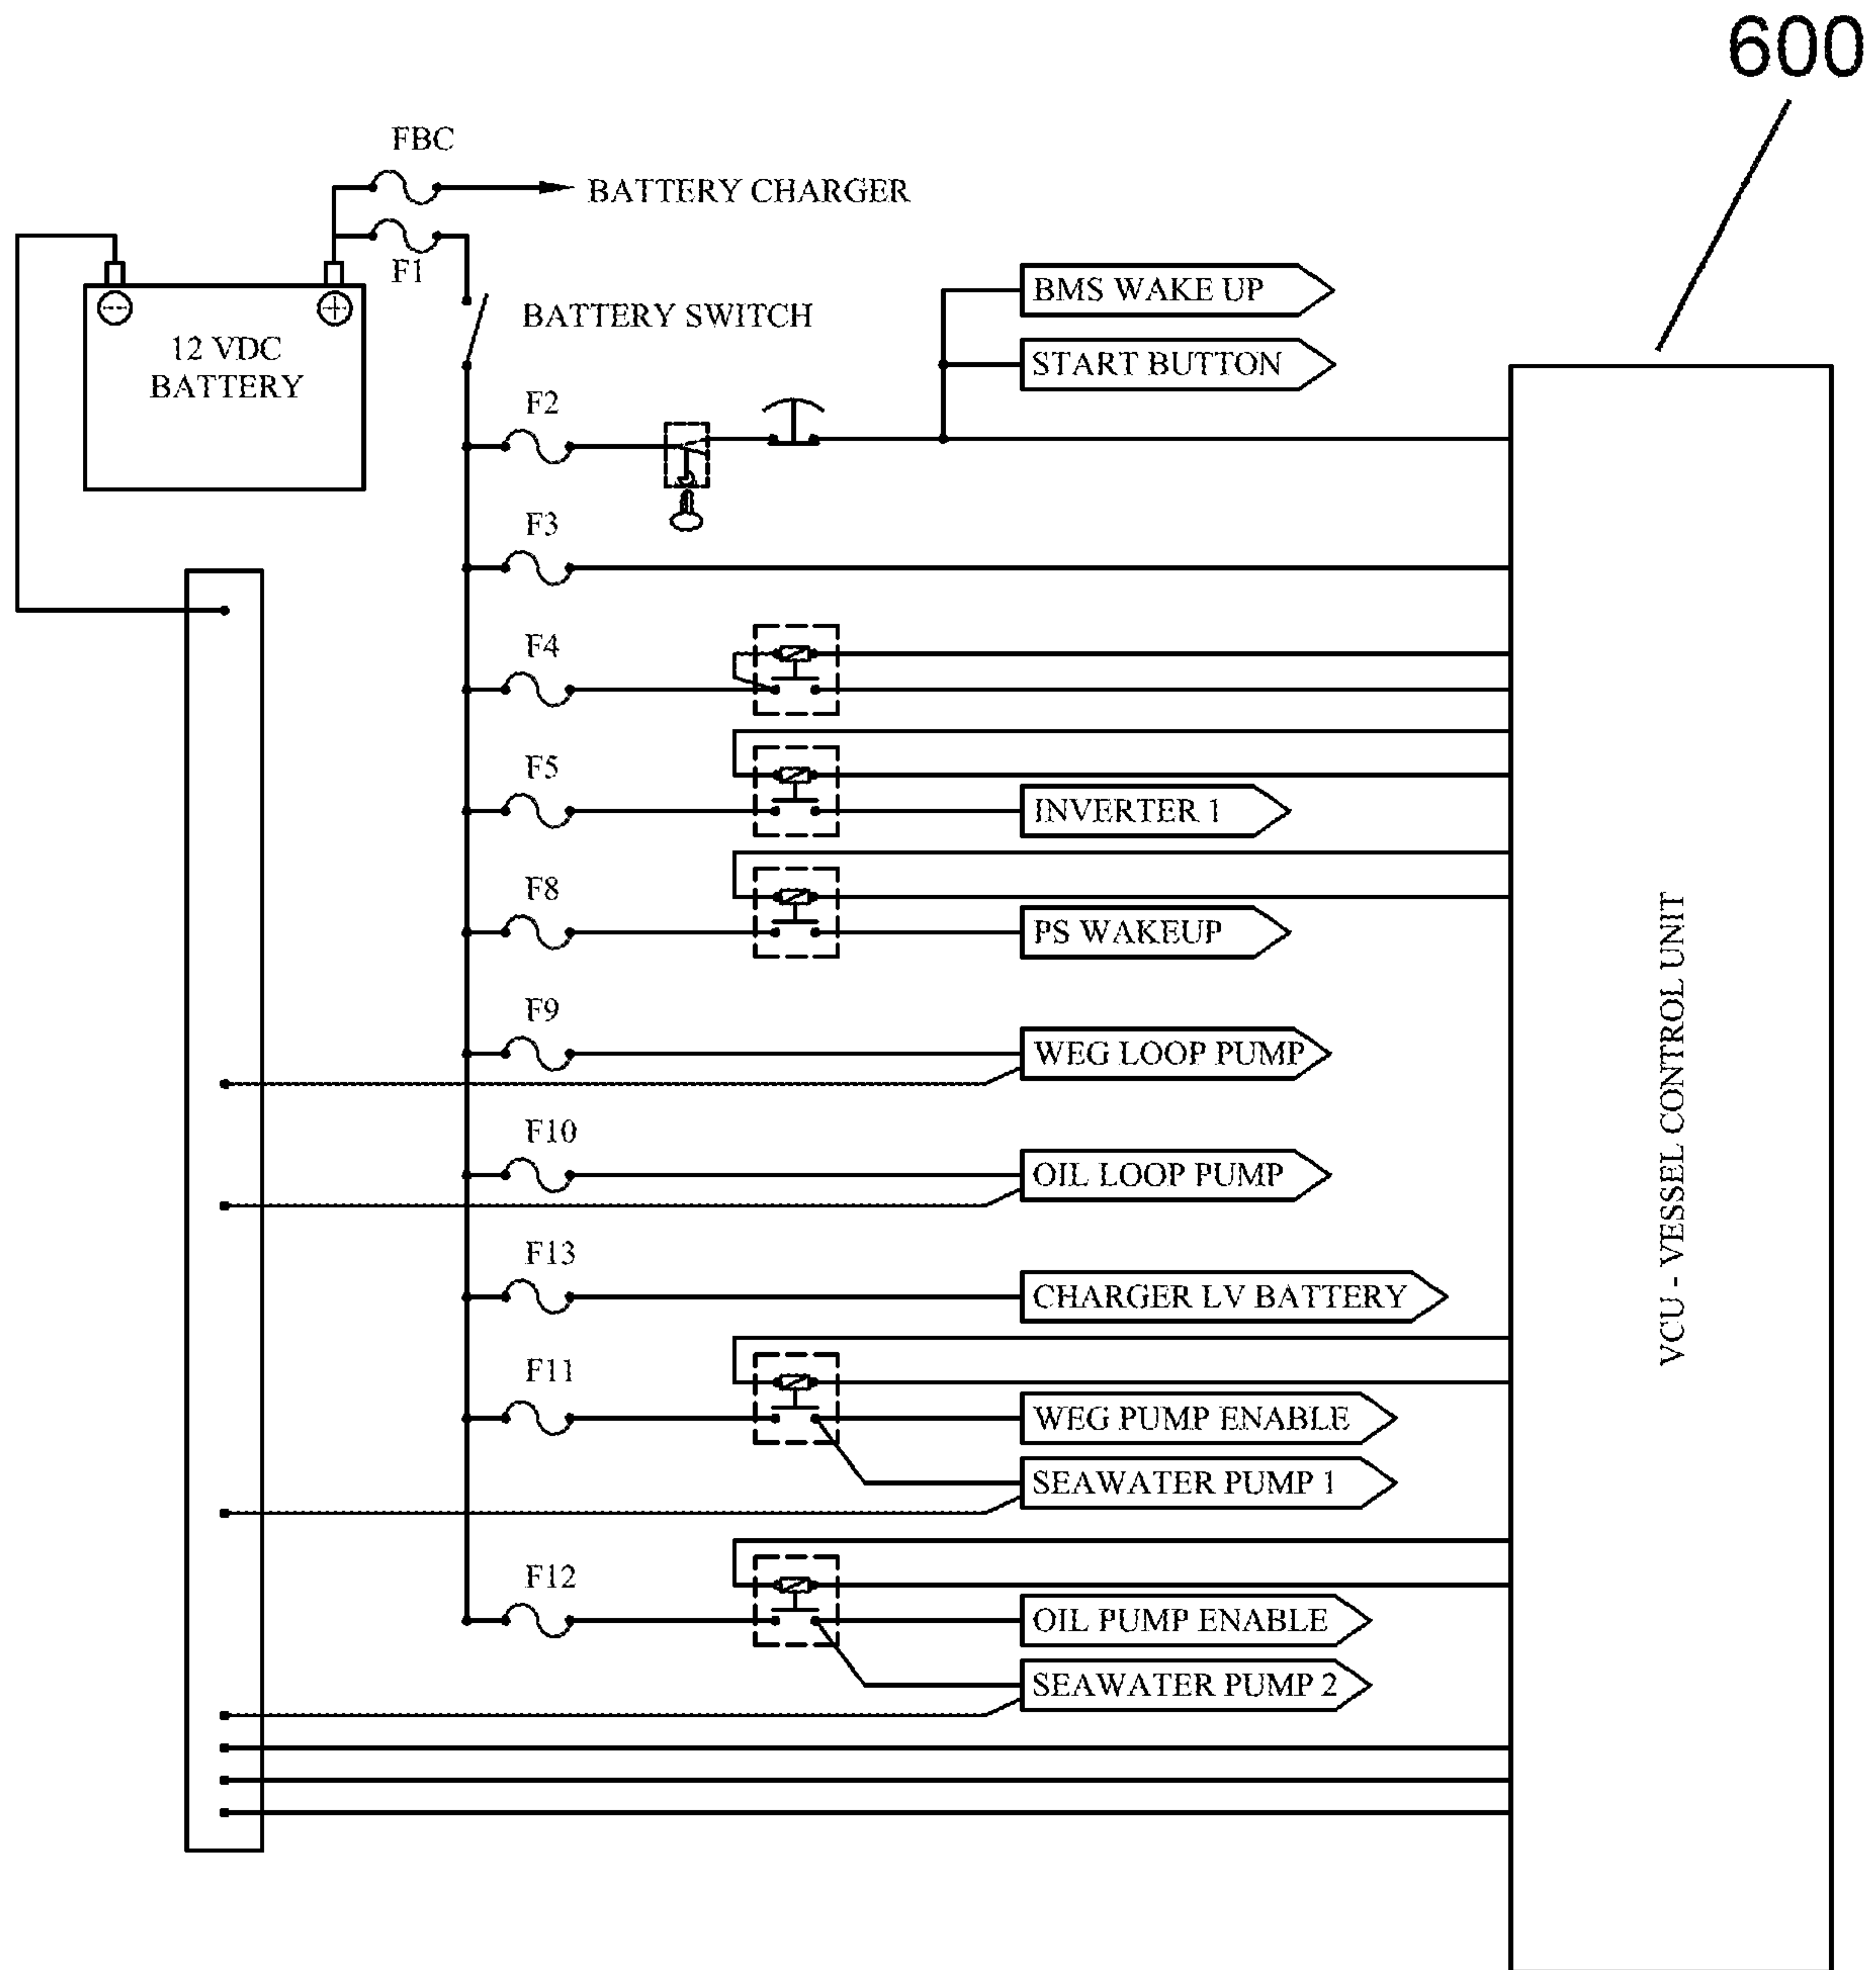 600
FBC
BATTERY CHARGER
F1
BATTERY SWITCH
12 VDC
BATTERY
BMS WAKE UP
START BUTTON
F2
F3
F4
F5
INVERTER 1
F8
PS WAKEUP
F9
WEG LOOP PUMP
F10
OIL LOOP PUMP
F13
CHARGER LV BATTERY
F11
WEG PUMP ENABLE
SEAWATER PUMP 1
F12
OIL PUMP ENABLE
SEAWATER PUMP 2
VCU - VESSEL CONTROL UNIT